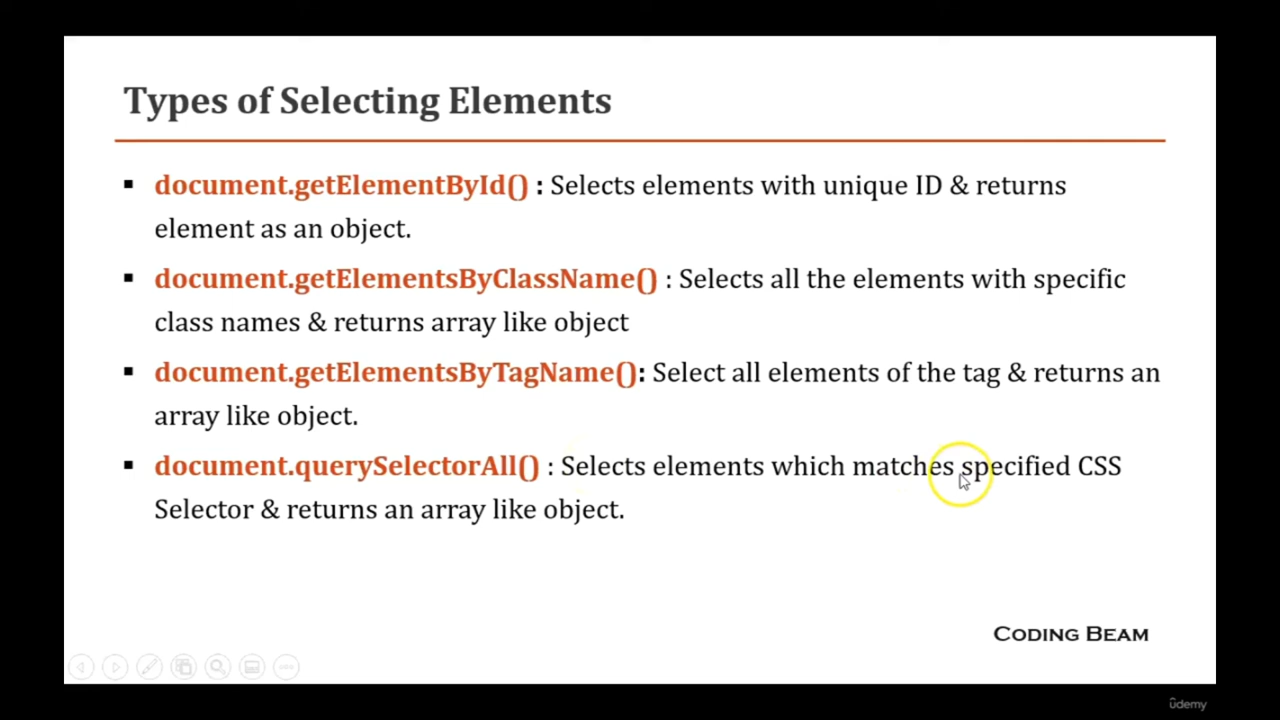 Types of Selecting Elements
▪ document.getElementById() : Selects elements with unique ID & returns
element as an object.
▪ document.getElementsByClassName() : Selects all the elements with specific
class names & returns array like object
▪ document.getElementsByTagName(): Select all elements of the tag & returns an
array like object.
▪ document.querySelectorAll() : Selects elements which matches specified CSS
Selector & returns an array like object.
CODING BEAM
ûdemy